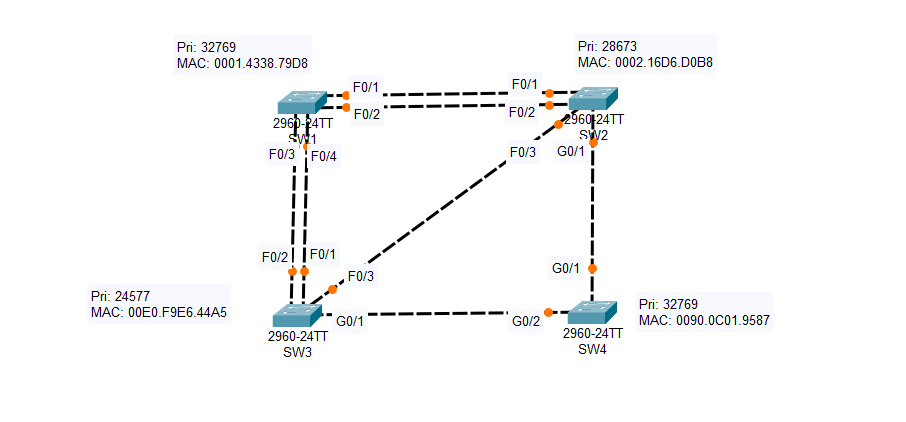 Pri: 32769
MAC: 0001.4338.79D8
Pri: 28673
MAC: 0002.16D6.D0B8
F0/1
F0/1
F0/2
F0/2
2960-24TT
SW1
2960-24TT
SW2
F0/3
F0/4
F0/3
G0/1
F0/2
F0/1
F0/3
G0/1
Pri: 24577
MAC: 00E0.F9E6.44A5
Pri: 32769
MAC: 0090.0C01.9587
G0/1
G0/2
2960-24TT
SW3
2960-24TT
SW4